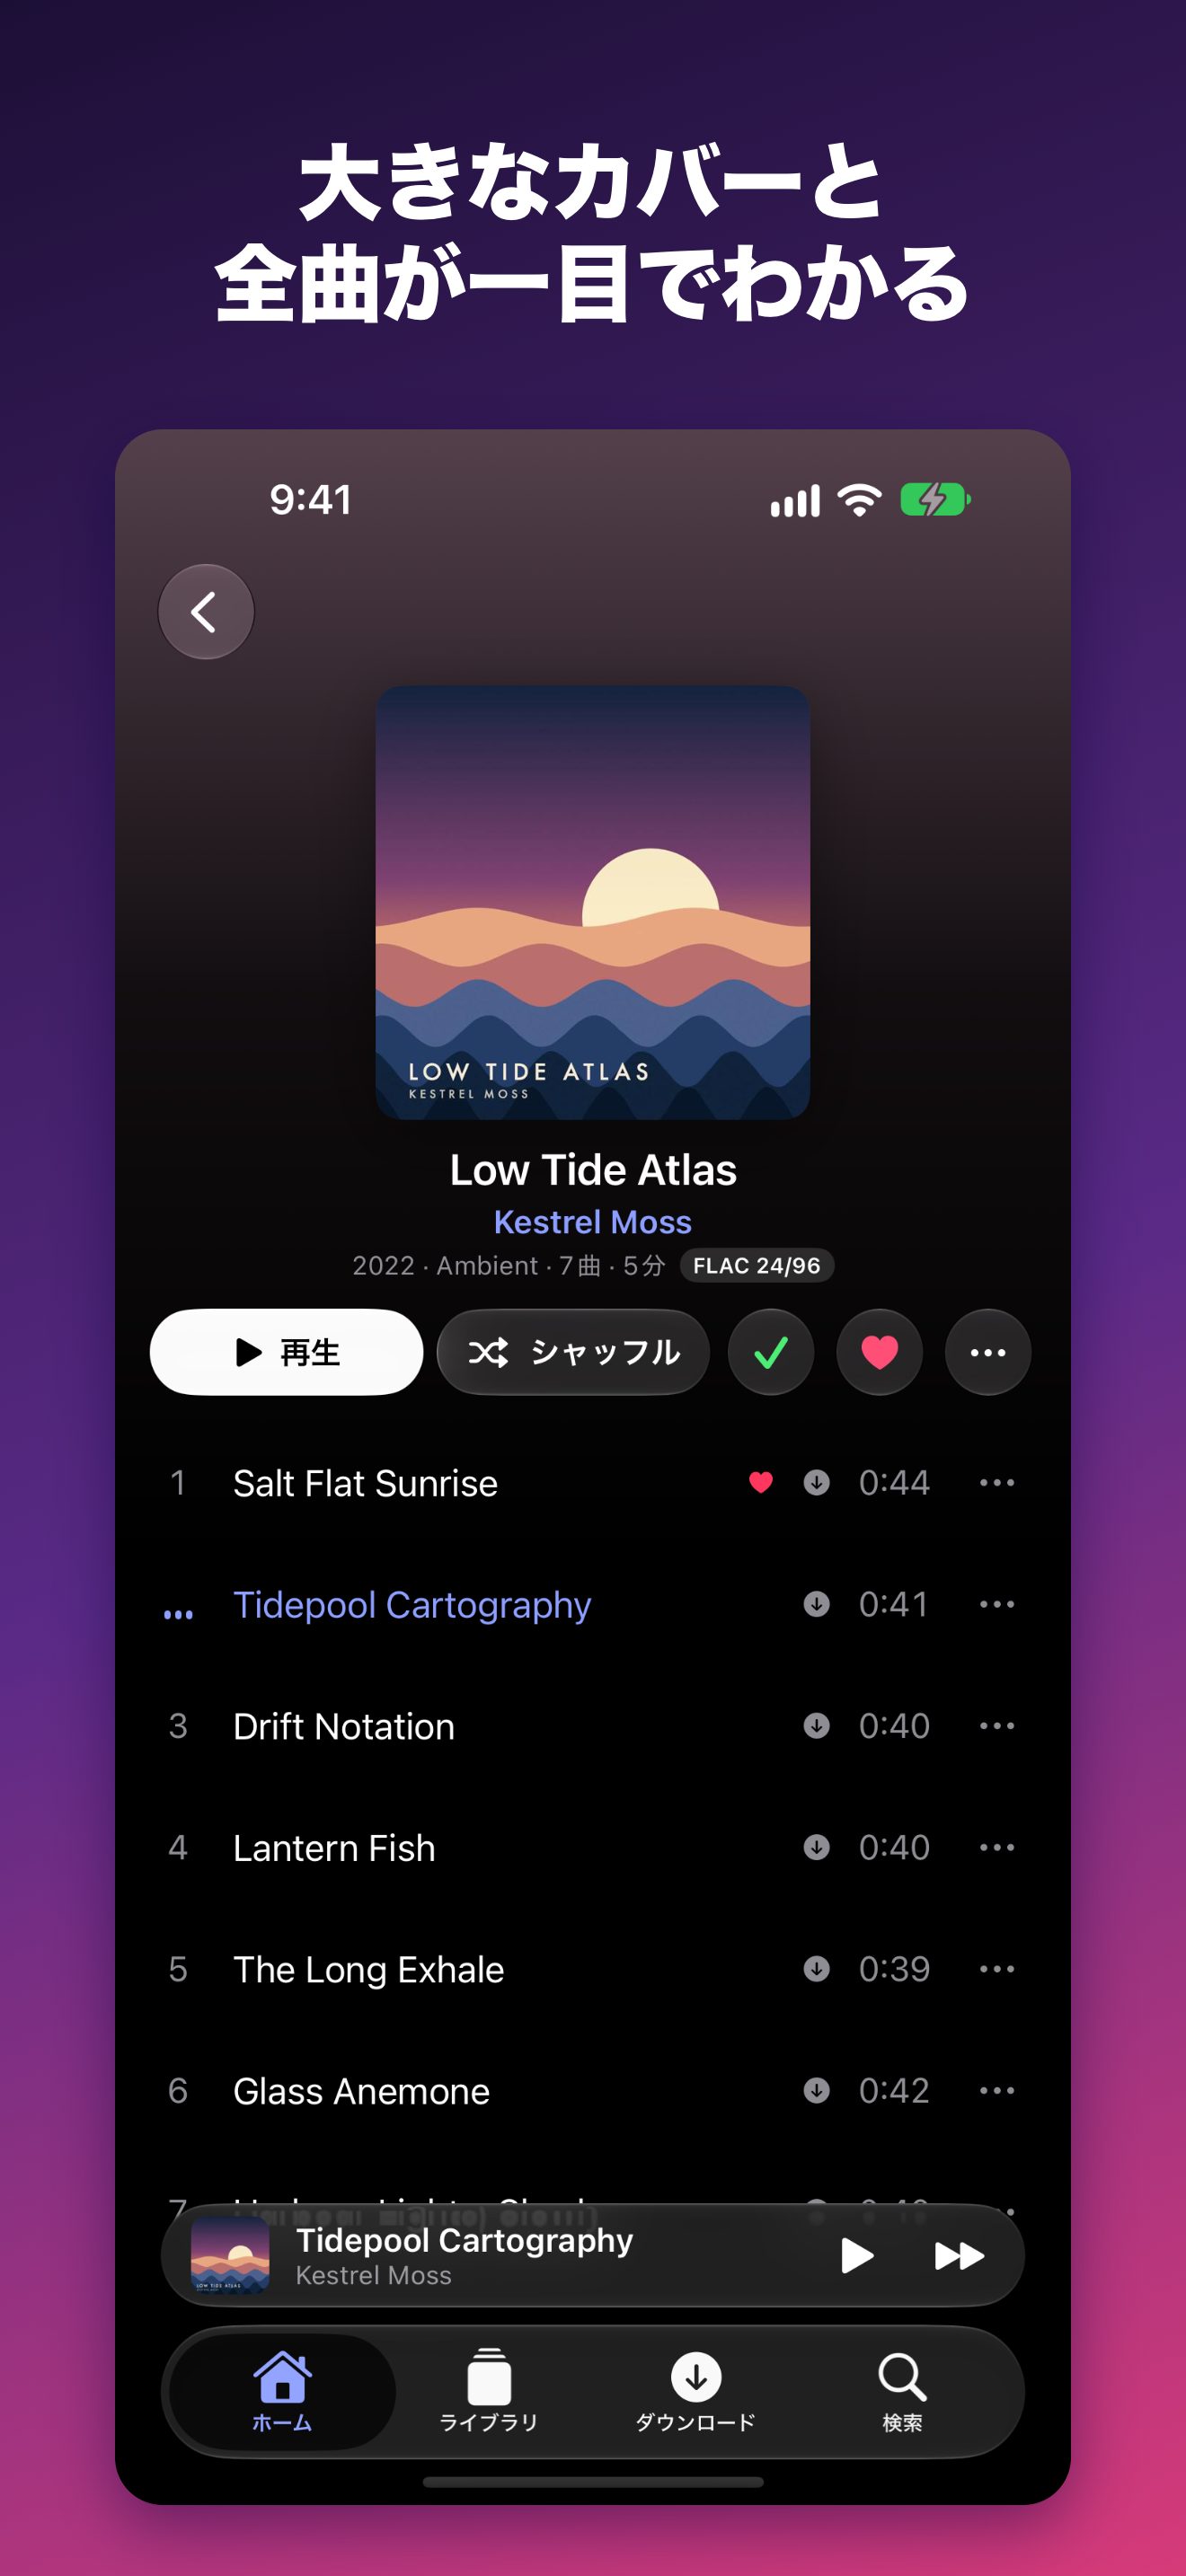 大きなカバーと
全曲が一目でわかる
9:41
LOW TIDE ATLAS
KESTREL MOSS
Low Tide Atlas
Kestrel Moss
2022 · Ambient · 7曲 · 5分 FLAC 24/96
再生 シャッフル
1 Salt Flat Sunrise 0:44
Tidepool Cartography 0:41
3 Drift Notation 0:40
4 Lantern Fish 0:40
5 The Long Exhale 0:39
6 Glass Anemone 0:42
7
LOW TIDE ATLAS
Tidepool Cartography
Kestrel Moss
ホーム ライブラリ ダウンロード 検索